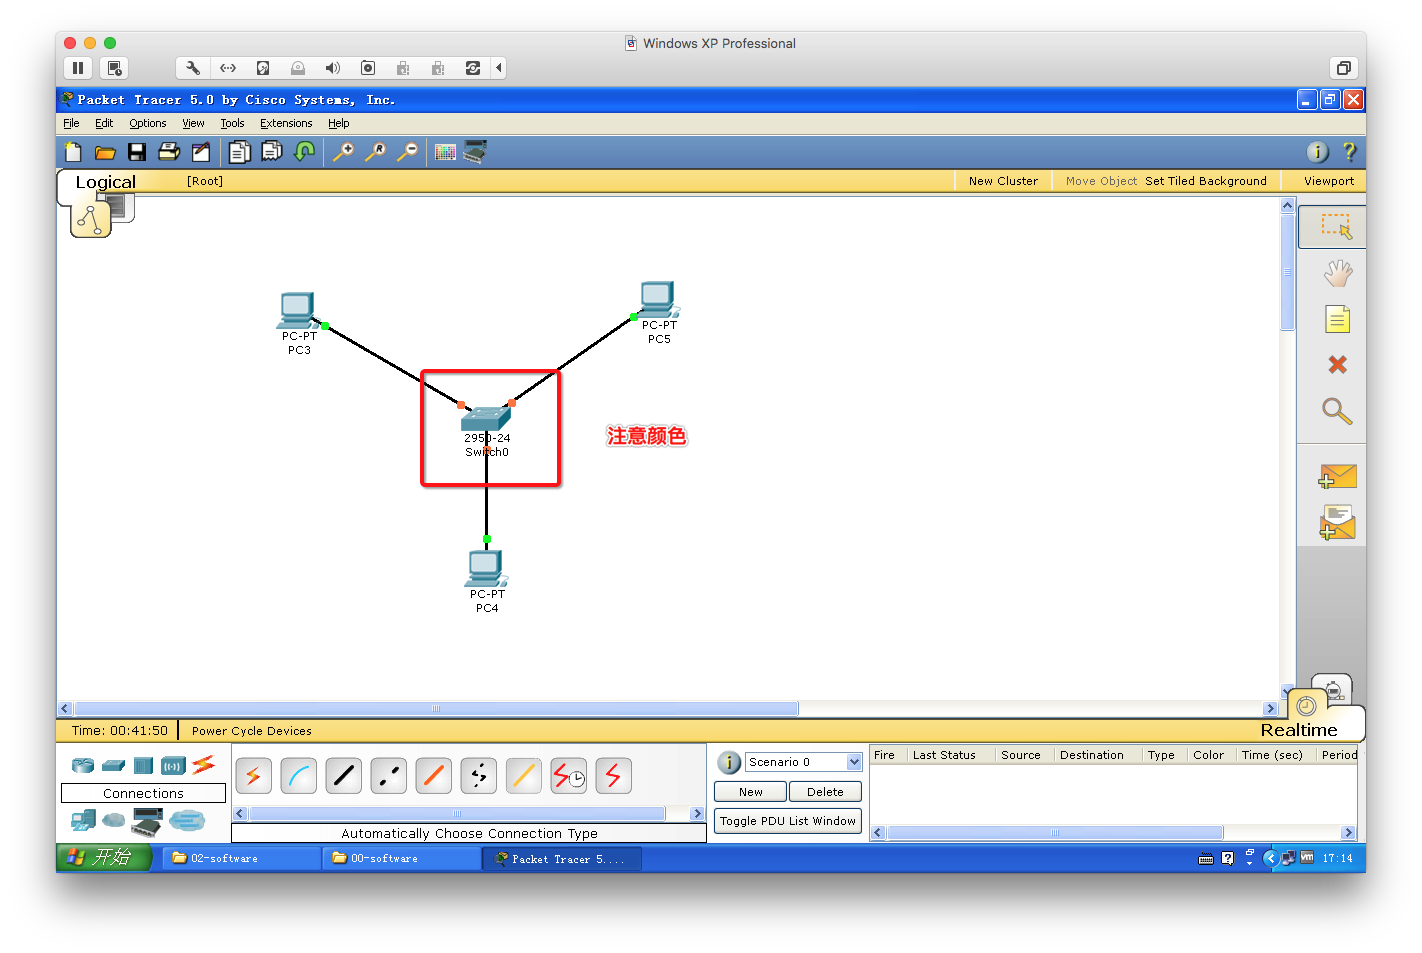 Windows XP Professional
Packet Tracer 5.0 by Cisco Systems, Inc.
File Edit Options View Tools Extensions Help
Logical [Root] New Cluster Move Object Set Tiled Background Viewport
PC-PT
PC3
PC-PT
PC5
2950-24
Switch0
注意颜色
PC-PT
PC4
Time: 00:41:50 Power Cycle Devices
Realtime
Connections
Automatically Choose Connection Type
Scenario 0
New Delete
Toggle PDU List Window
Fire Last Status Source Destination Type Color Time (sec) Period
开始 02-software 00-software Packet Tracer 5.... 17:14